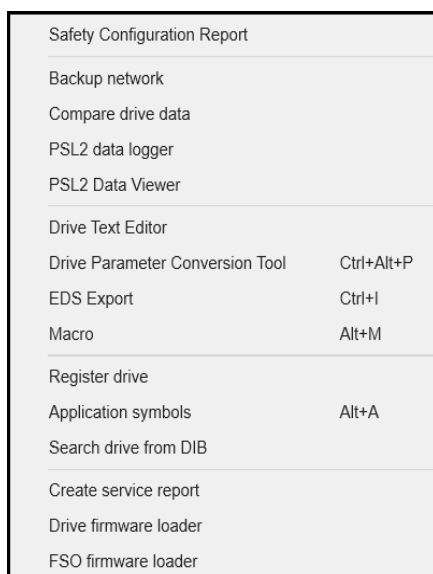 Safety Configuration Report
Backup network
Compare drive data
PSL2 data logger
PSL2 Data Viewer
Drive Text Editor
Drive Parameter Conversion Tool Ctrl+Alt+P
EDS Export Ctrl+I
Macro Alt+M
Register drive
Application symbols Alt+A
Search drive from DIB
Create service report
Drive firmware loader
FSO firmware loader